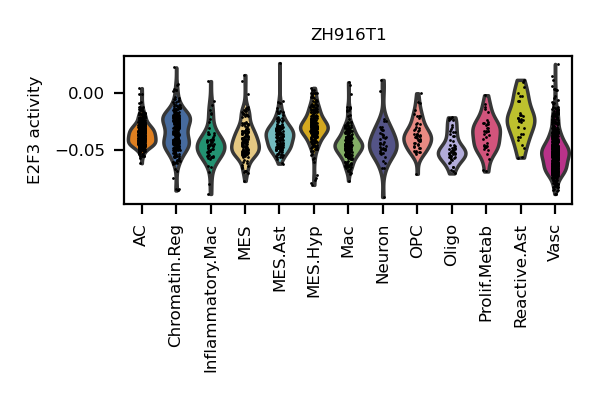 ZH916T1
E2F3 activity
0.00
−0.05
AC
Chromatin.Reg
Inflammatory.Mac
MES
MES.Ast
MES.Hyp
Mac
Neuron
OPC
Oligo
Prolif.Metab
Reactive.Ast
Vasc